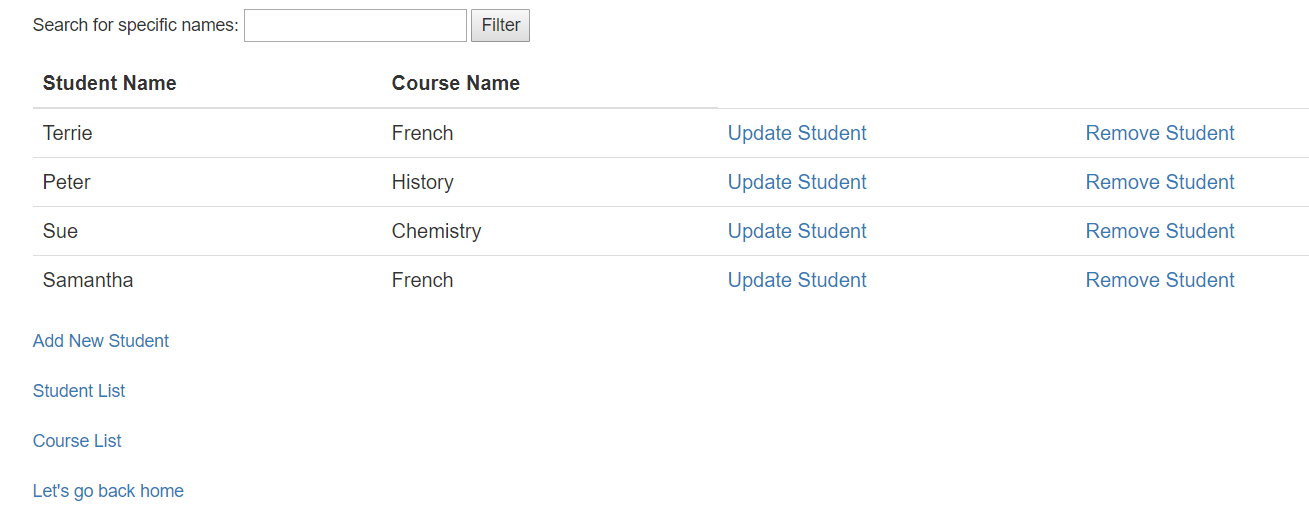 Search for specific names: Filter
Student Name Course Name
Terrie French Update Student Remove Student
Peter History Update Student Remove Student
Sue Chemistry Update Student Remove Student
Samantha French Update Student Remove Student
Add New Student
Student List
Course List
Let's go back home